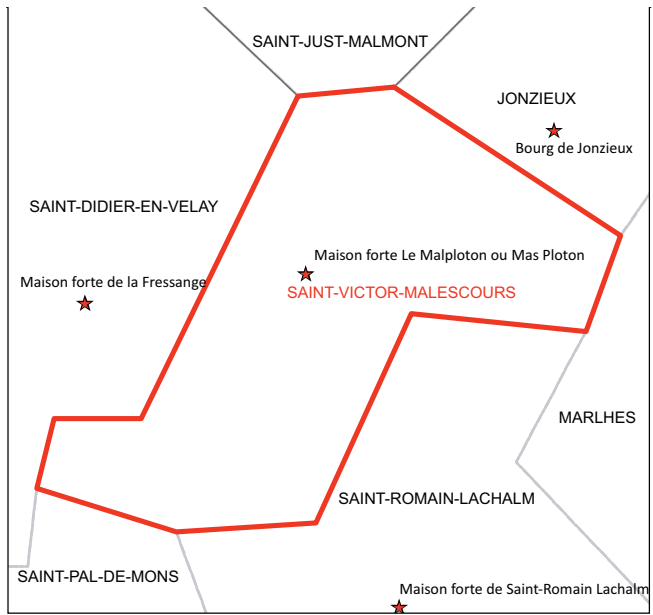 SAINT-JUST-MALMONT
JONZIEUX
Bourg de Jonzieux
SAINT-DIDIER-EN-VELAY
Maison forte Le Malploton ou Mas Ploton
Maison forte de la Fressange
SAINT-VICTOR-MALESCOURS
MARLHES
SAINT-ROMAIN-LACHALM
SAINT-PAL-DE-MONS
Maison forte de Saint-Romain Lachalm